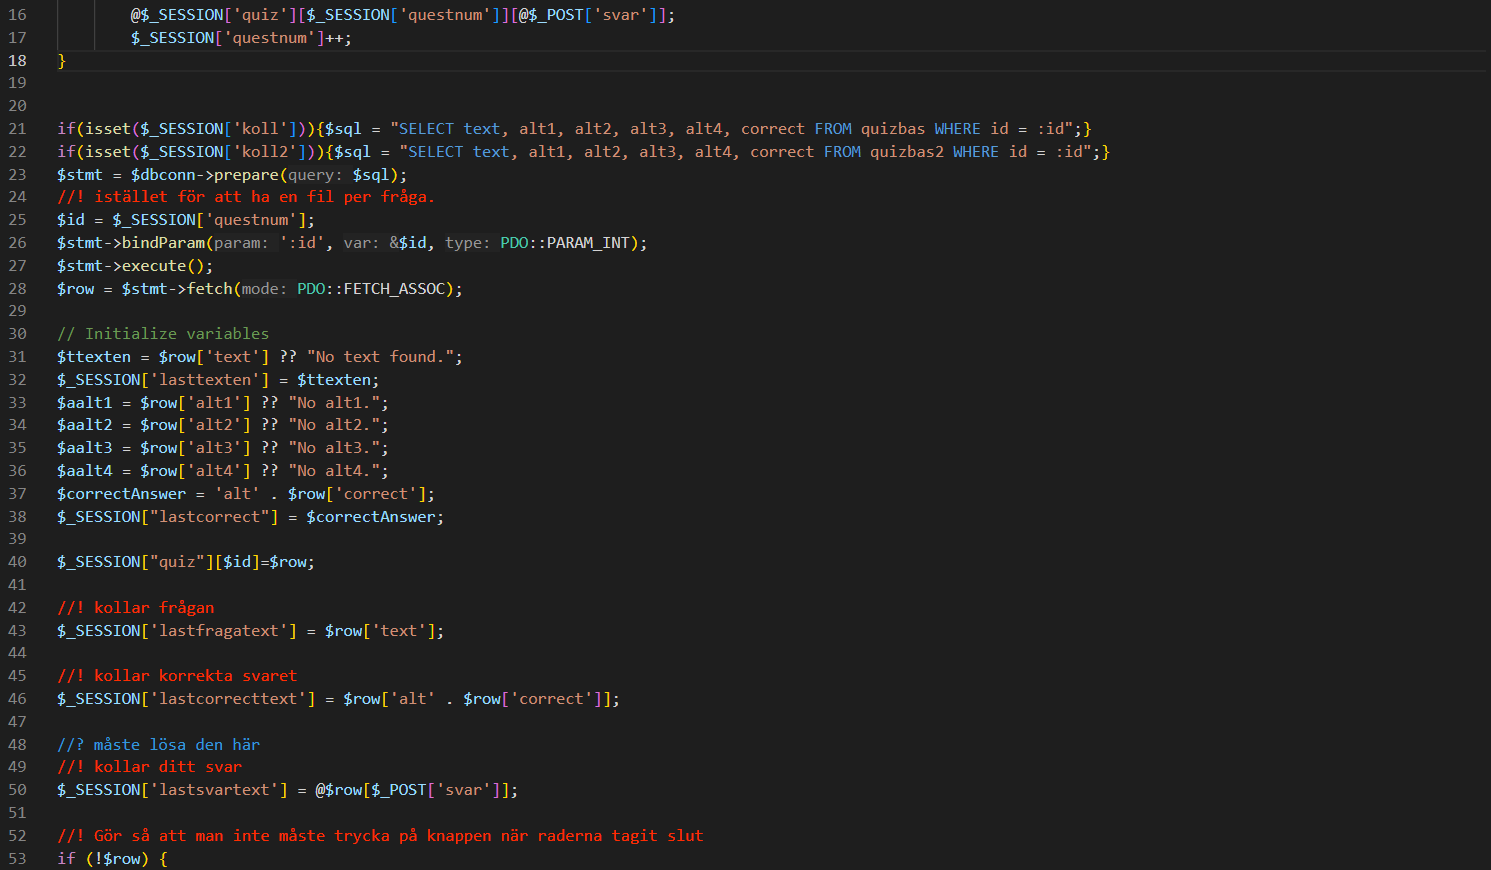 16 @$_SESSION['quiz'][$_SESSION['questnum']][@$_POST['svar']];
17 $_SESSION['questnum']++;
18 }
19
20
21 if(isset($_SESSION['koll'])){$sql = "SELECT text, alt1, alt2, alt3, alt4, correct FROM quizbas WHERE id = :id";}
22 if(isset($_SESSION['koll2'])){$sql = "SELECT text, alt1, alt2, alt3, alt4, correct FROM quizbas2 WHERE id = :id";}
23 $stmt = $dbconn->prepare(query: $sql);
24 //! istället för att ha en fil per fråga.
25 $id = $_SESSION['questnum'];
26 $stmt->bindParam(param: ':id', var: &$id, type: PDO::PARAM_INT);
27 $stmt->execute();
28 $row = $stmt->fetch(mode: PDO::FETCH_ASSOC);
29
30 // Initialize variables
31 $ttexten = $row['text'] ?? "No text found.";
32 $_SESSION['lasttexten'] = $ttexten;
33 $aalt1 = $row['alt1'] ?? "No alt1.";
34 $aalt2 = $row['alt2'] ?? "No alt2.";
35 $aalt3 = $row['alt3'] ?? "No alt3.";
36 $aalt4 = $row['alt4'] ?? "No alt4.";
37 $correctAnswer = 'alt' . $row['correct'];
38 $_SESSION["lastcorrect"] = $correctAnswer;
39
40 $_SESSION["quiz"][$id]=$row;
41
42 //! kollar frågan
43 $_SESSION['lastfragatext'] = $row['text'];
44
45 //! kollar korrekta svaret
46 $_SESSION['lastcorrecttext'] = $row['alt' . $row['correct']];
47
48 //? måste lösa den här
49 //! kollar ditt svar
50 $_SESSION['lastsvartext'] = @$row[$_POST['svar']];
51
52 //! Gör så att man inte måste trycka på knappen när raderna tagit slut
53 if (!$row) {